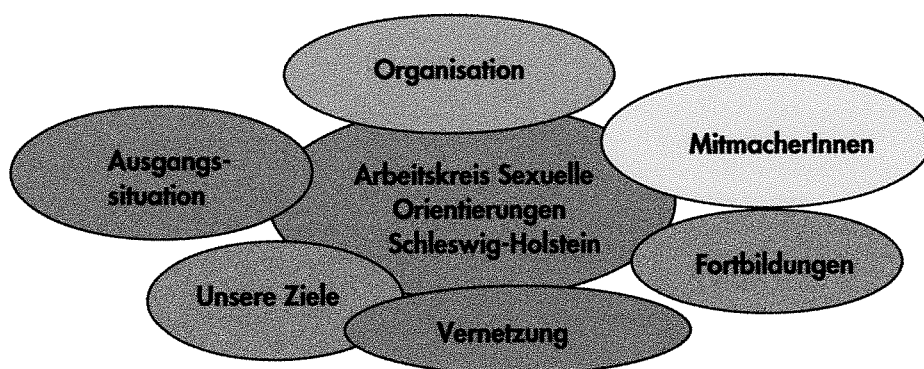 Organisation
MitmacherInnen
Ausgangs-
situation
Arbeitskreis Sexuelle
Orientierungen
Schleswig-Holstein
Fortbildungen
Unsere Ziele
Vernetzung